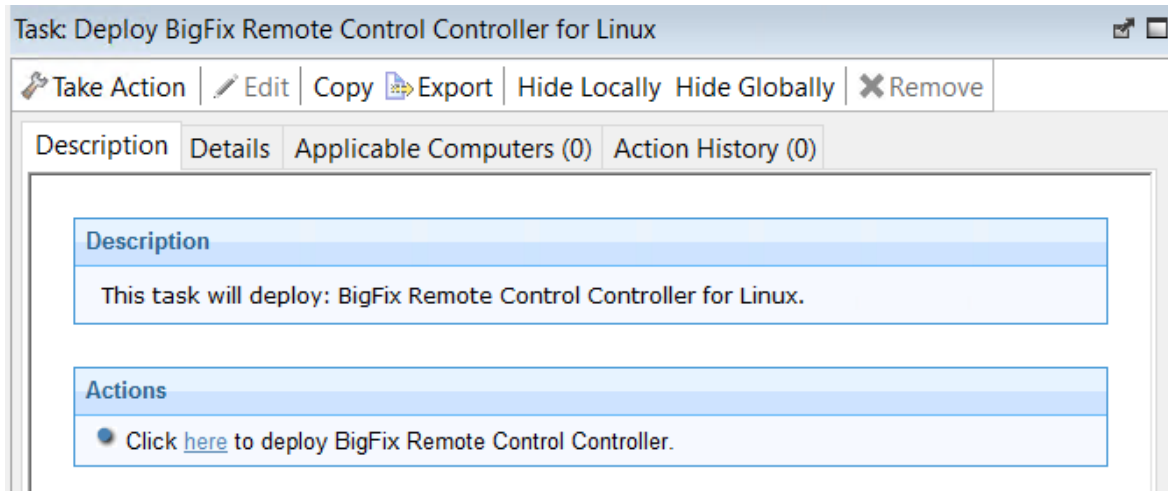 Task: Deploy BigFix Remote Control Controller for Linux
Take Action Edit Copy Export Hide Locally Hide Globally Remove
Description Details Applicable Computers (0) Action History (0)
Description
This task will deploy: BigFix Remote Control Controller for Linux.
Actions
Click here to deploy BigFix Remote Control Controller.